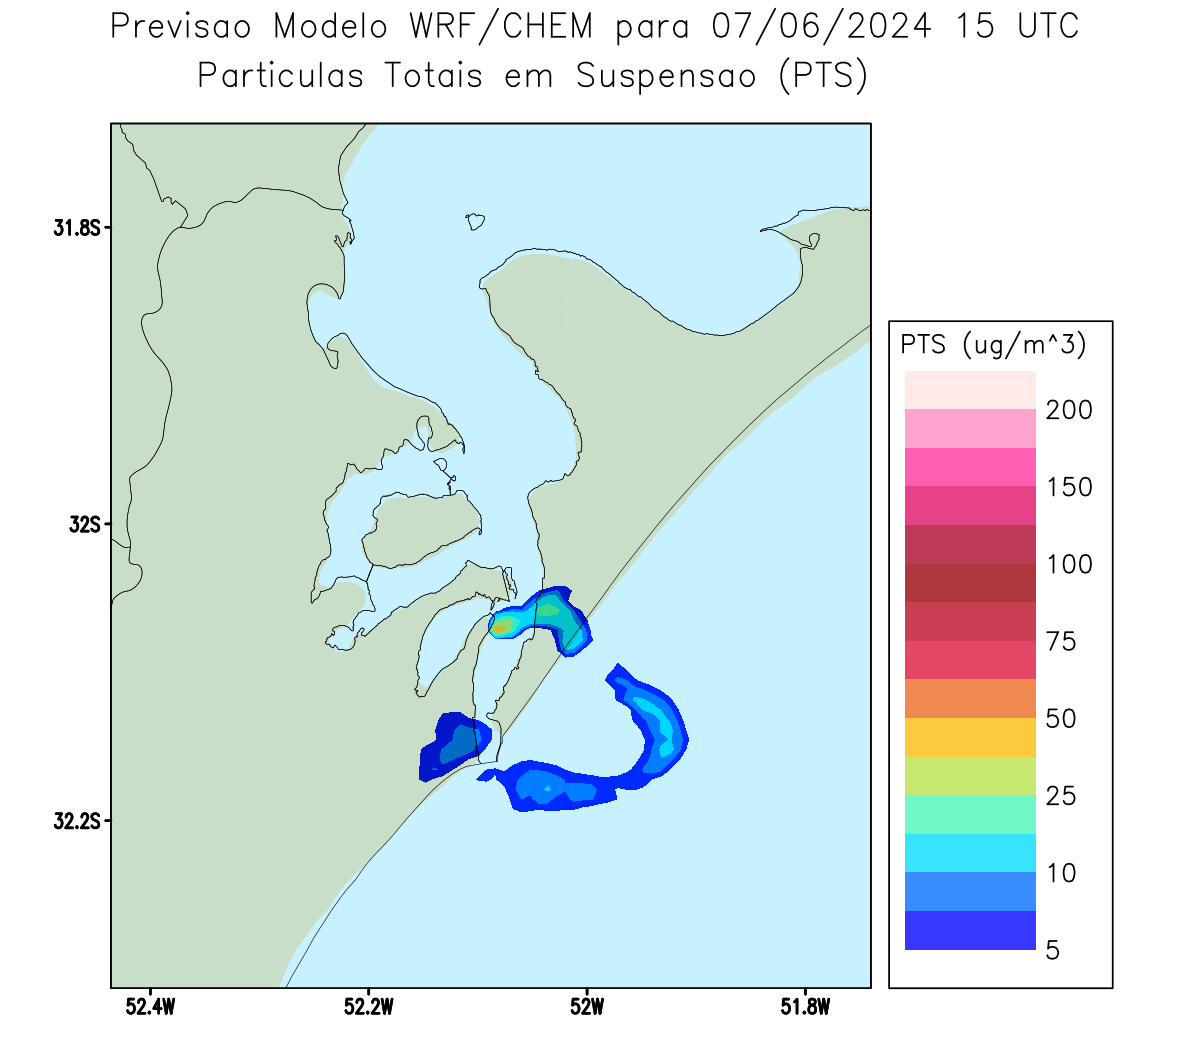 Previsao Modelo WRF/CHEM para 07/06/2024 15 UTC
Particulas Totais em Suspensao (PTS)
31.8S
32S
32.2S
52.4W
52.2W
52W
51.8W
PTS (ug/m^3)
200
150
100
75
50
25
10
5